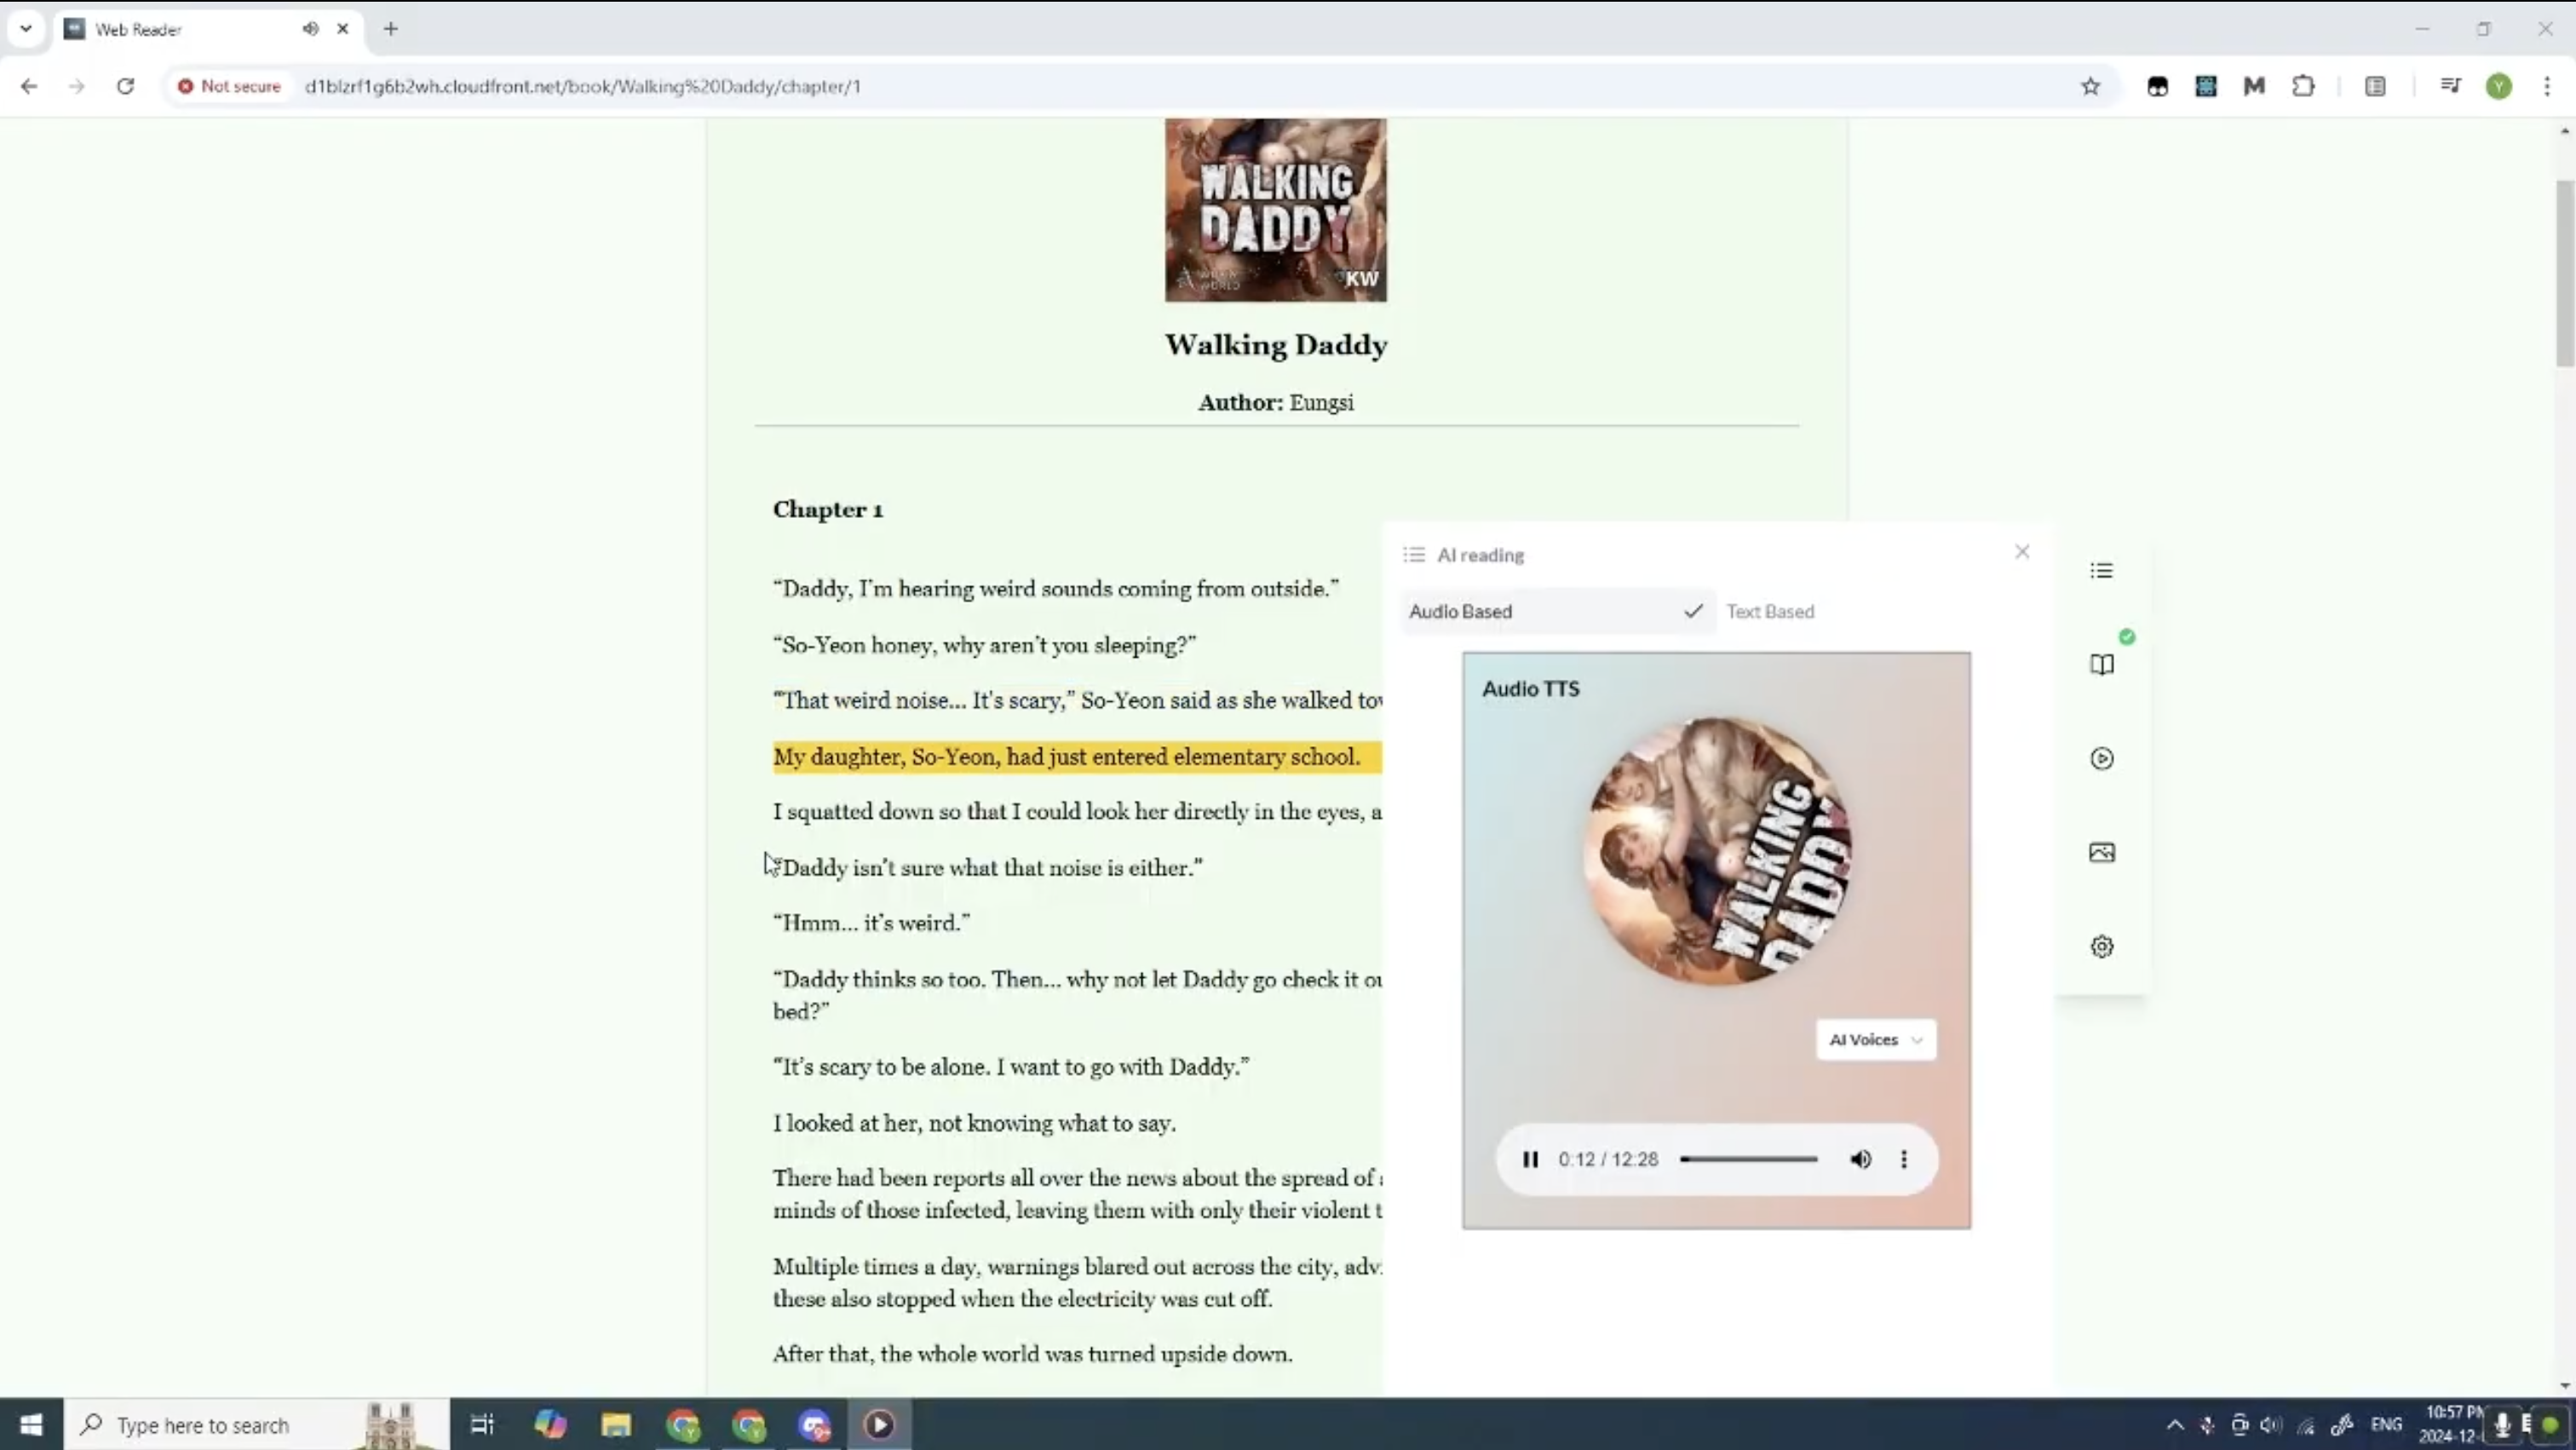 Web Reader
Not secure
d1blzrf1g6b2wh.cloudfront.net/book/Walking%20Daddy/chapter/1
M
Y
WALKING
DADDY
WORLD
KW
Walking Daddy
Author: Eungsi
Chapter 1
“Daddy, I’m hearing weird sounds coming from outside.”
“So-Yeon honey, why aren’t you sleeping?”
“That weird noise... It’s scary,” So-Yeon said as she walked tow
My daughter, So-Yeon, had just entered elementary school.
I squatted down so that I could look her directly in the eyes, a
“Daddy isn’t sure what that noise is either.”
“Hmm... it’s weird.”
“Daddy thinks so too. Then... why not let Daddy go check it ou
bed?”
“It’s scary to be alone. I want to go with Daddy.”
I looked at her, not knowing what to say.
There had been reports all over the news about the spread of
minds of those infected, leaving them with only their violent t
Multiple times a day, warnings blared out across the city, adv
these also stopped when the electricity was cut off.
After that, the whole world was turned upside down.
AI reading
Audio Based
Text Based
Audio TTS
WALKING
DADDY
AI Voices
0:12 / 12:28
Type here to search
ENG
10:57 PM
2024-12-